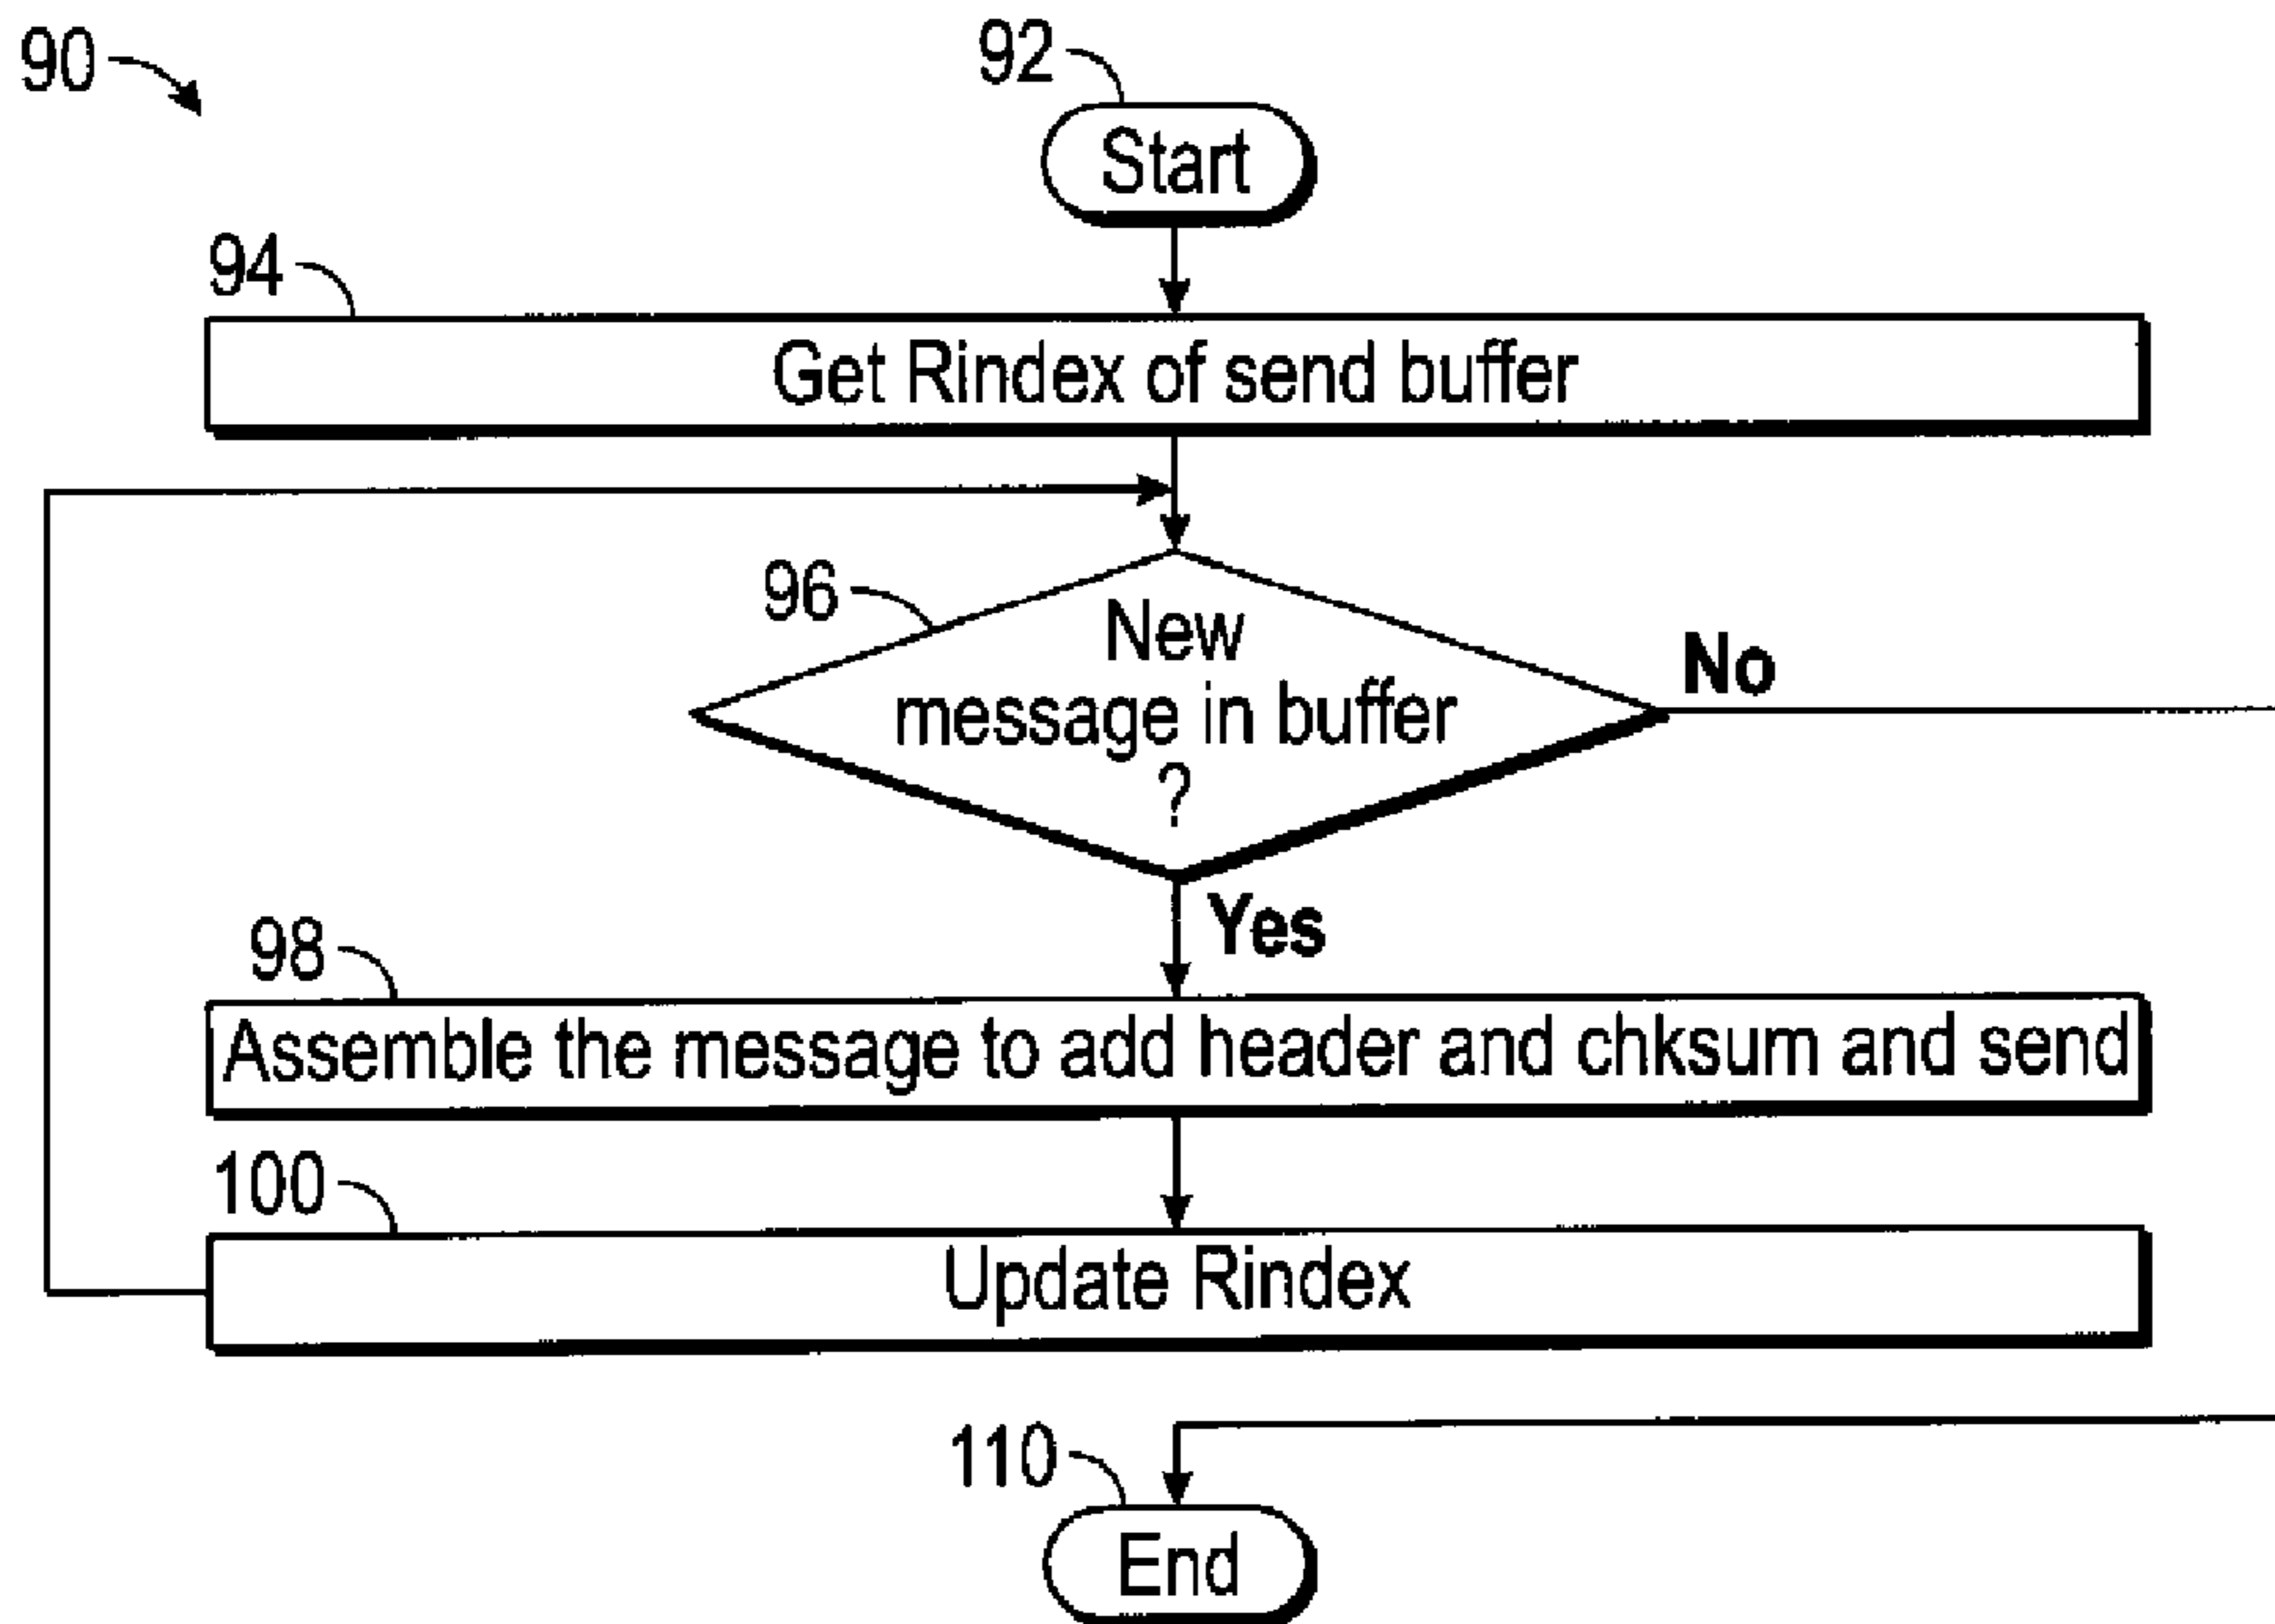 90
92
Start
94
Get Rindex of send buffer
96
New
message in buffer
?
No
Yes
98
Assemble the message to add header and chksum and send
100
Update Rindex
110
End